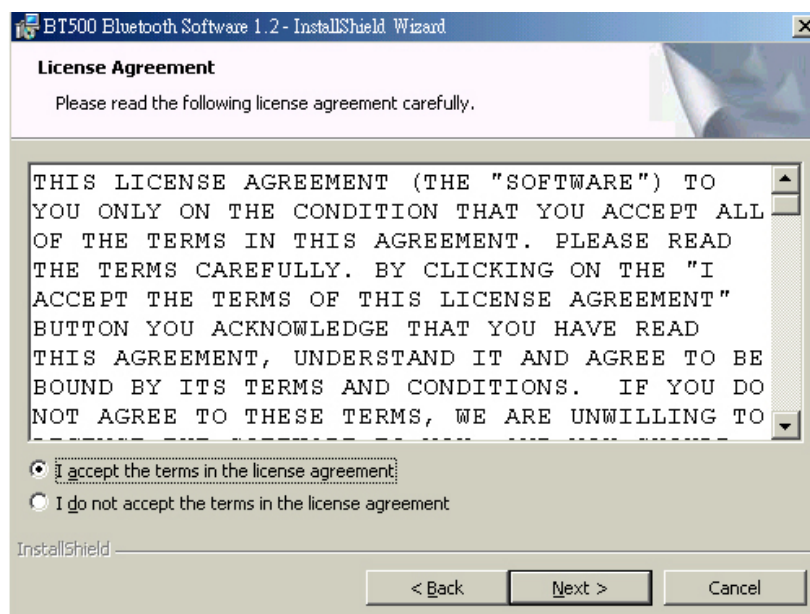 BT500 Bluetooth Software 1.2 - InstallShield Wizard
License Agreement
Please read the following license agreement carefully.
THIS LICENSE AGREEMENT (THE "SOFTWARE") TO
YOU ONLY ON THE CONDITION THAT YOU ACCEPT ALL
OF THE TERMS IN THIS AGREEMENT. PLEASE READ
THE TERMS CAREFULLY. BY CLICKING ON THE "I
ACCEPT THE TERMS OF THIS LICENSE AGREEMENT"
BUTTON YOU ACKNOWLEDGE THAT YOU HAVE READ
THIS AGREEMENT, UNDERSTAND IT AND AGREE TO BE
BOUND BY ITS TERMS AND CONDITIONS. IF YOU DO
NOT AGREE TO THESE TERMS, WE ARE UNWILLING TO
I accept the terms in the license agreement
I do not accept the terms in the license agreement
InstallShield
< Back
Next >
Cancel